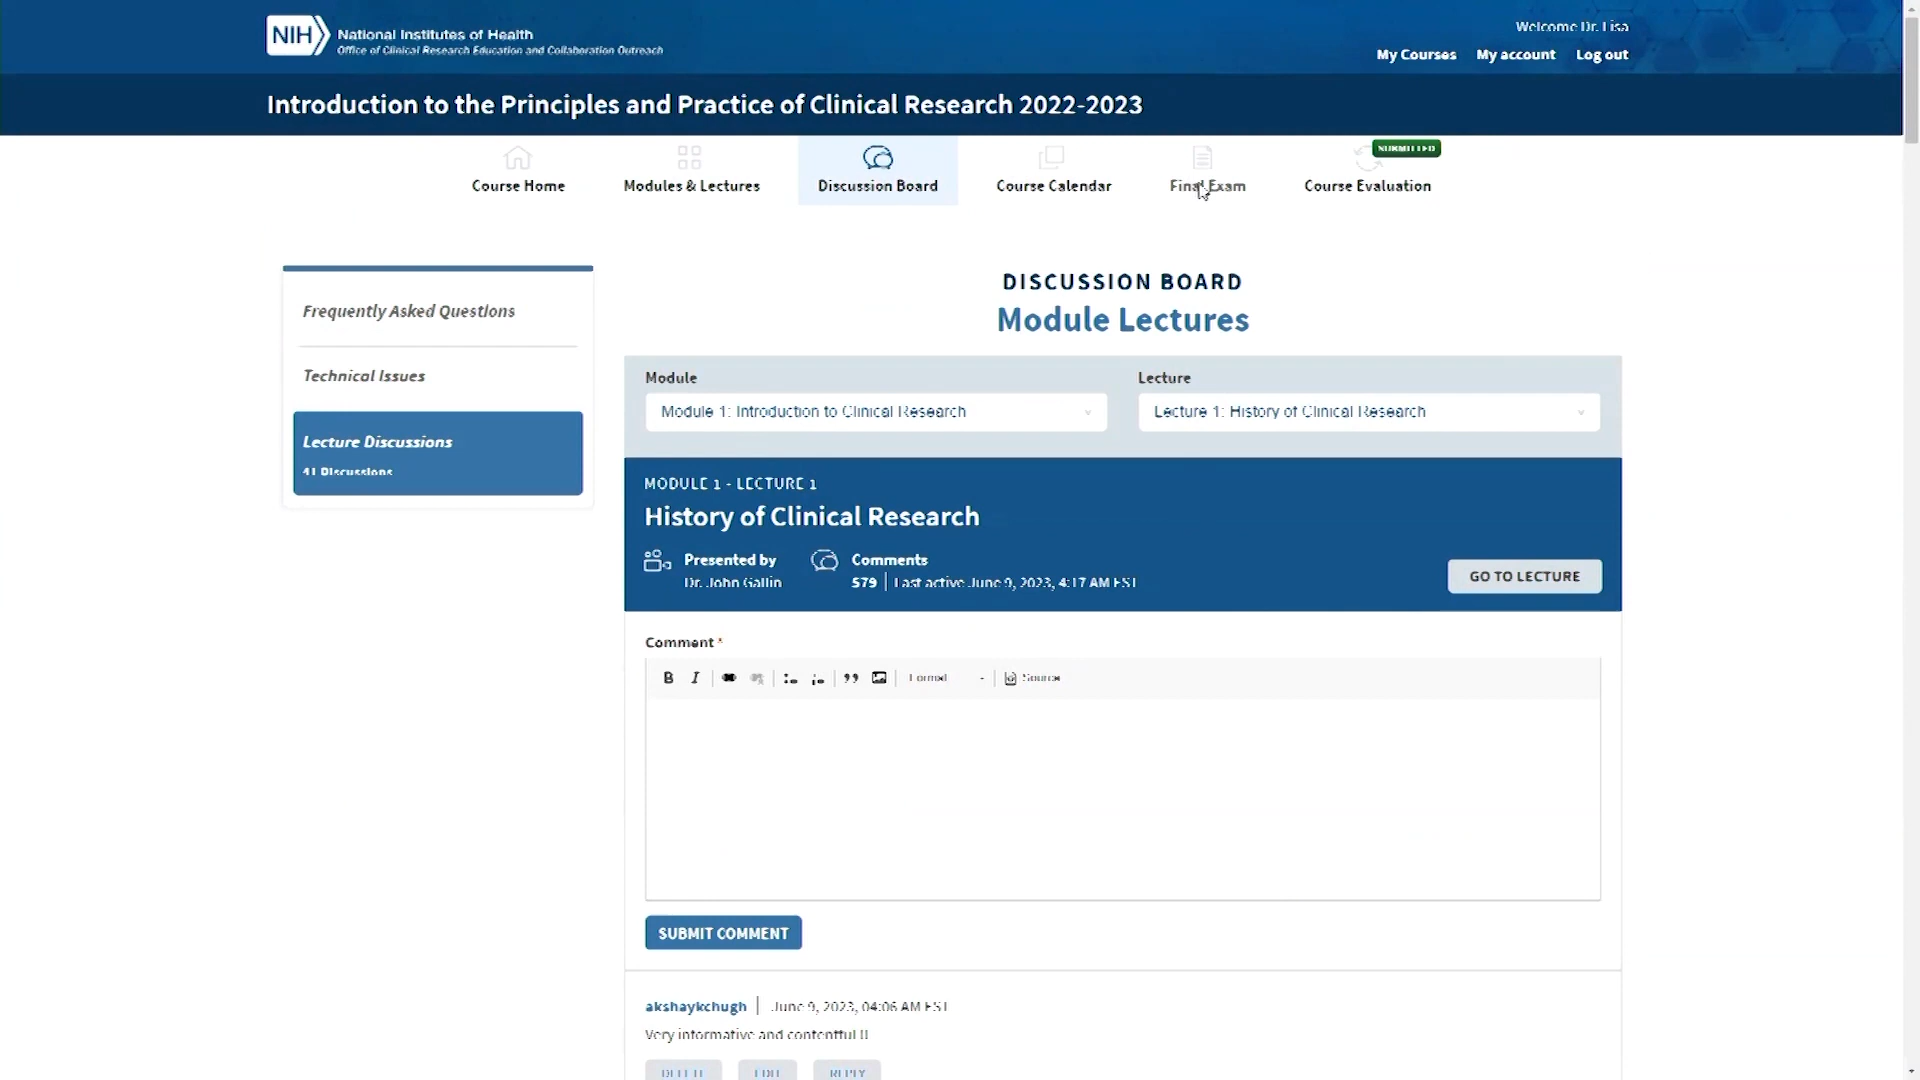 NIH
National Institutes of Health
Office of Clinical Research Education and Collaboration Outreach
Welcome Dr. Lisa
My Courses My account Log out
Introduction to the Principles and Practice of Clinical Research 2022-2023
SUBMITTED
Course Home Modules & Lectures Discussion Board Course Calendar Final Exam Course Evaluation
Frequently Asked Questions
Technical Issues
Lecture Discussions
41 Discussions
DISCUSSION BOARD
Module Lectures
Module Lecture
Module 1: Introduction to Clinical Research Lecture 1: History of Clinical Research
MODULE 1 - LECTURE 1
History of Clinical Research
Presented by Comments
Dr. John Gallin 579 | Last active June 9, 2023, 4:17 AM EST
GO TO LECTURE
Comment *
B I Format Source
SUBMIT COMMENT
akshaykchugh | June 9, 2023, 04:06 AM EST
Very informative and contentful !!
DELETE EDIT REPLY